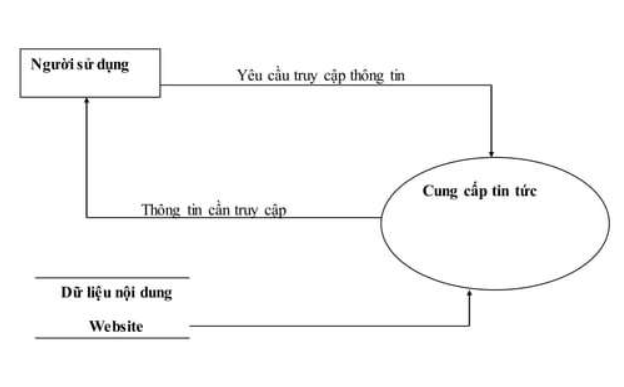 Người sử dụng
Yêu cầu truy cập thông tin
Cung cấp tin tức
Thông tin cần truy cập
Dữ liệu nội dung
Website